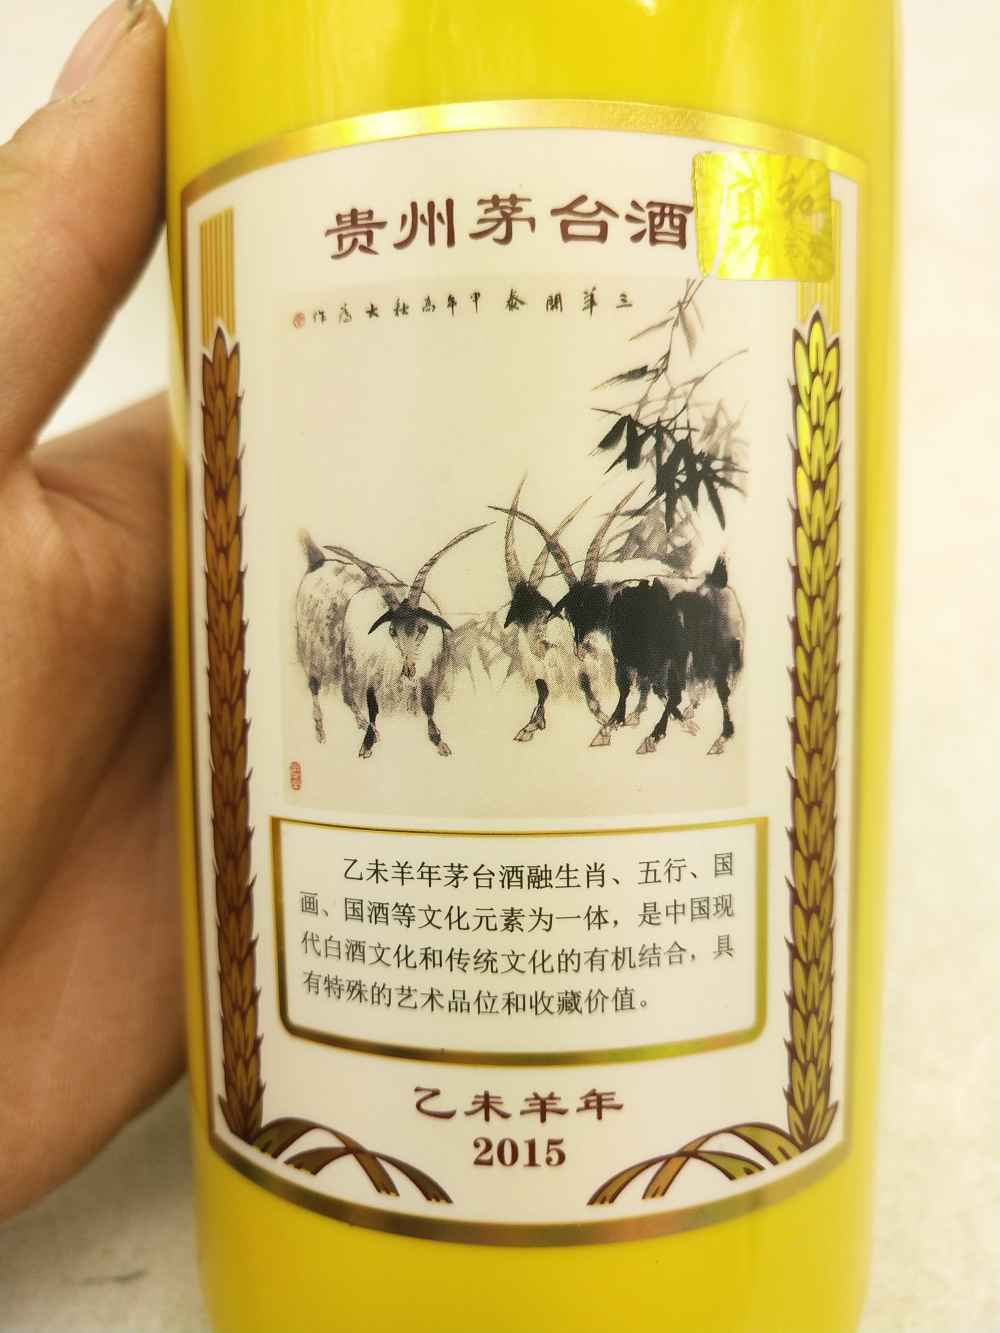 贵州茅台酒
三羊開泰 甲午高秋大為作
乙未羊年茅台酒融生肖、五行、国
画、国酒等文化元素为一体，是中国现
代白酒文化和传统文化的有机结合，具
有特殊的艺术品位和收藏价值。
乙未羊年
2015